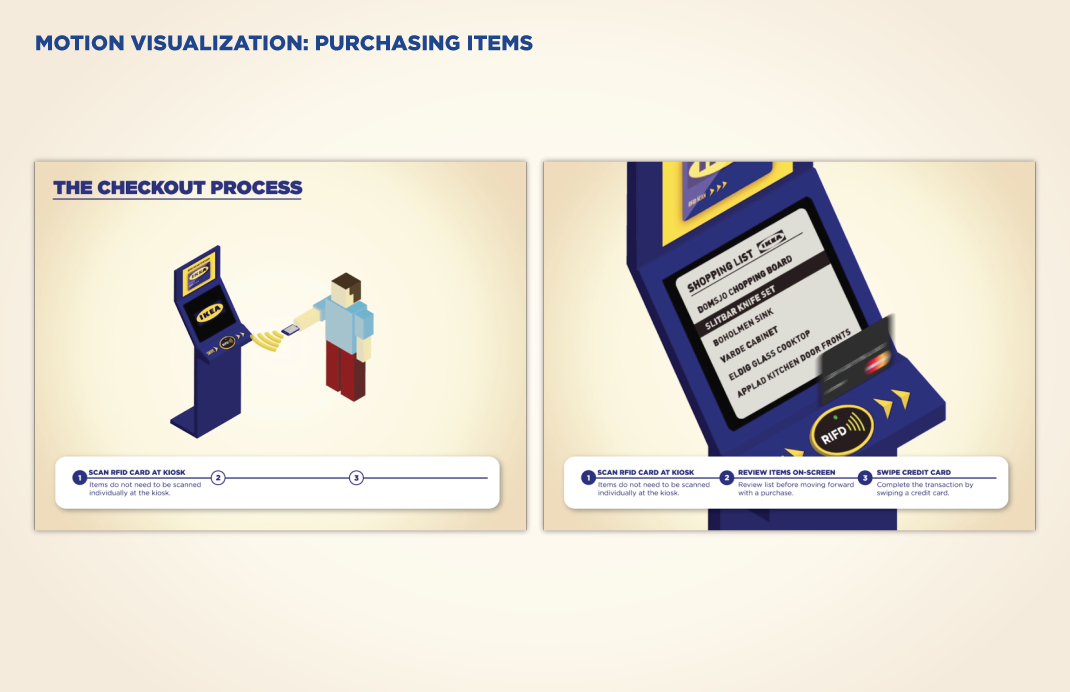 MOTION VISUALIZATION: PURCHASING ITEMS
THE CHECKOUT PROCESS
IKEA
IKEA
RFID
1
SCAN RFID CARD AT KIOSK
Items do not need to be scanned
individually at the kiosk.
2
3
SHOPPING LIST IKEA
DOMSJO CHOPPING BOARD
SLITBAR KNIFE SET
BOHOLMEN SINK
VARDE CABINET
ELDIG GLASS COOKTOP
APPLAD KITCHEN DOOR FRONTS
RIFD
1
SCAN RFID CARD AT KIOSK
Items do not need to be scanned
individually at the kiosk.
2
REVIEW ITEMS ON-SCREEN
Review list before moving forward
with a purchase.
3
SWIPE CREDIT CARD
Complete the transaction by
swiping a credit card.